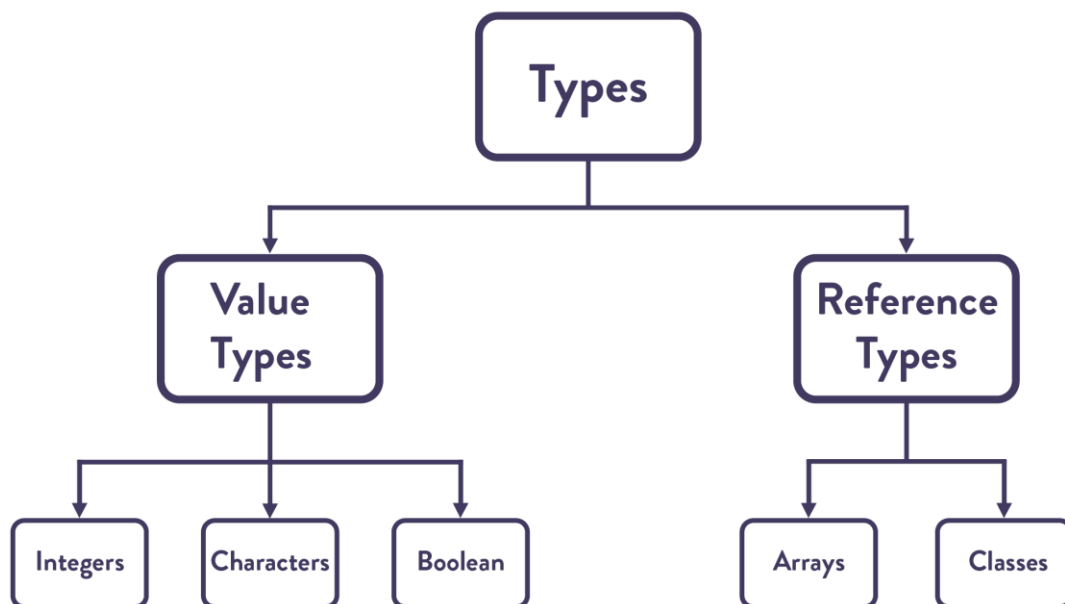 Types
Value
Types
Reference
Types
Integers
Characters
Boolean
Arrays
Classes